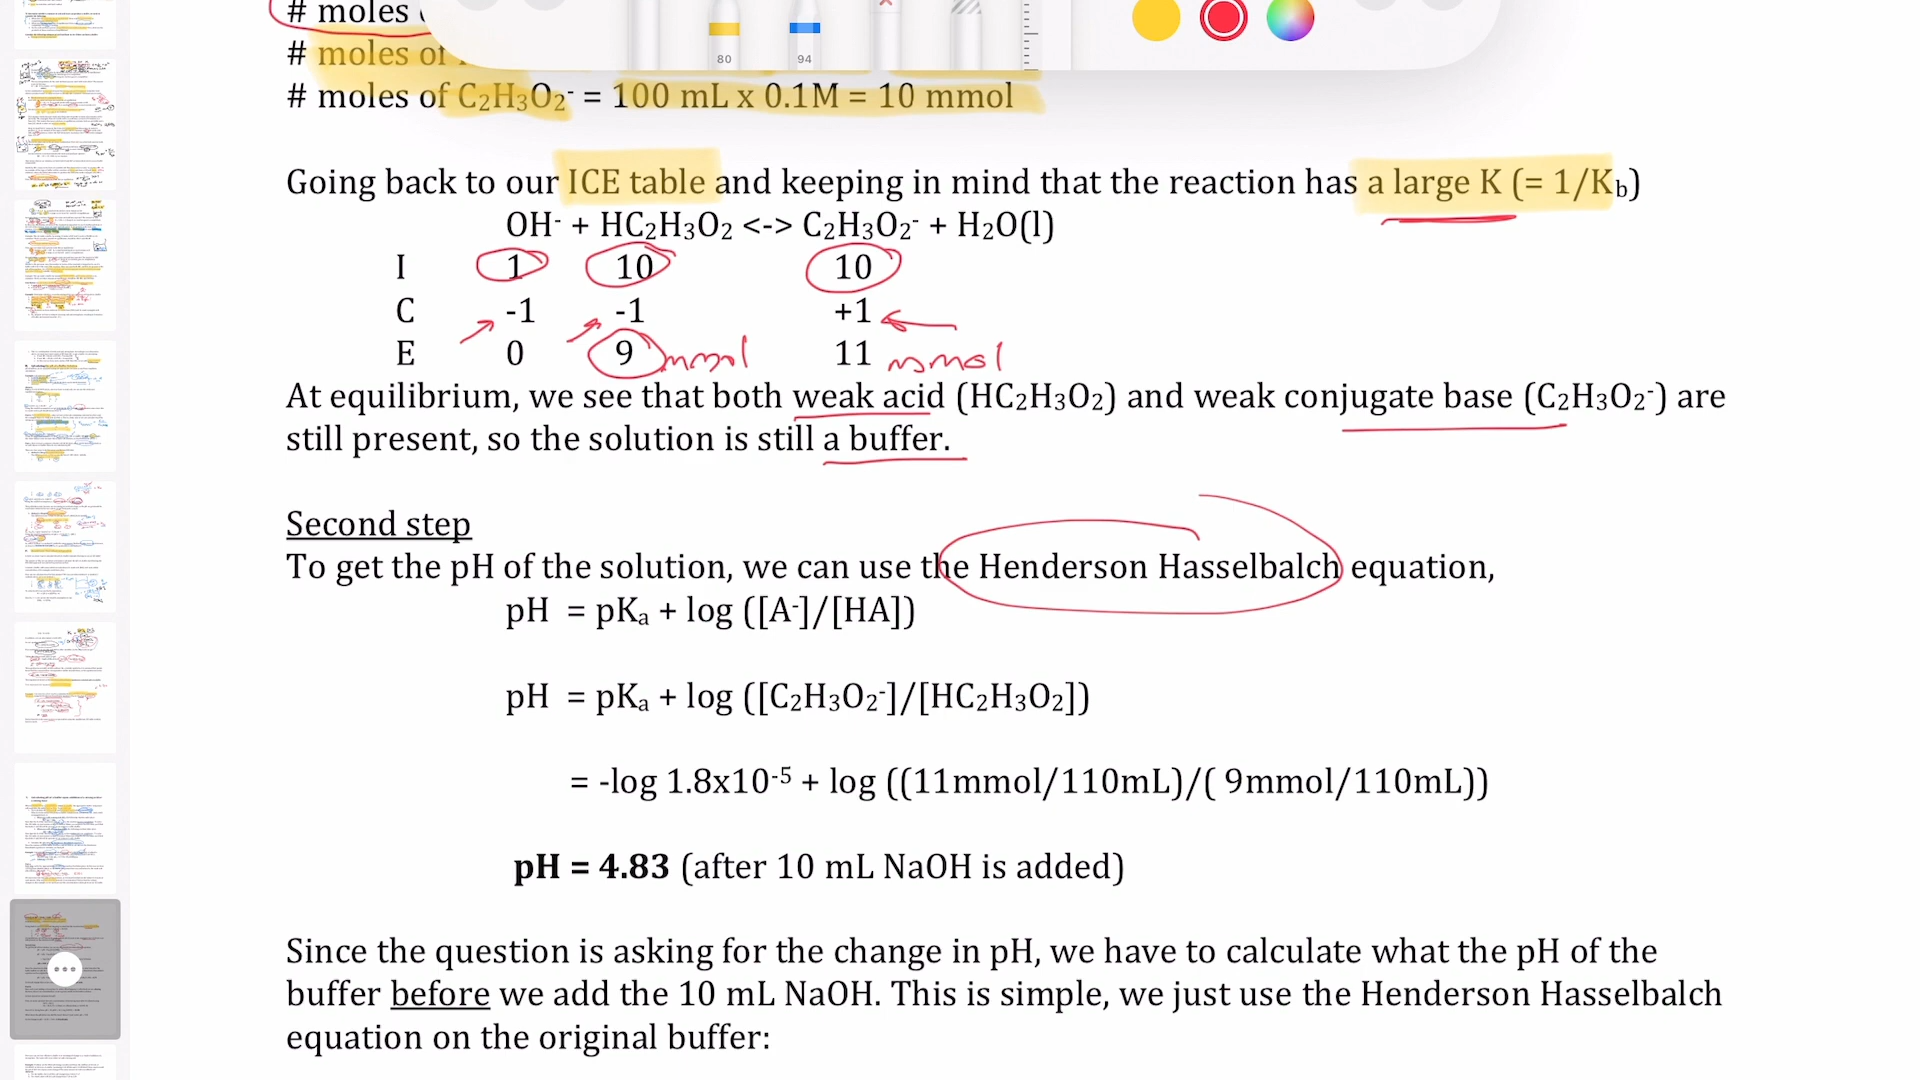 # moles
# moles of
# moles of C₂H₃O₂⁻ = 100 mL x 0.1M = 10 mmol
80 94
Going back to our ICE table and keeping in mind that the reaction has a large K (= 1/K_b)
OH⁻ + HC₂H₃O₂ <-> C₂H₃O₂⁻ + H₂O(l)
I 1 10 10
C -1 -1 +1
E 0 9 mmol 11 mmol
At equilibrium, we see that both weak acid (HC₂H₃O₂) and weak conjugate base (C₂H₃O₂⁻) are
still present, so the solution is still a buffer.
Second step
To get the pH of the solution, we can use the Henderson Hasselbalch equation,
pH = pKₐ + log ([A⁻]/[HA])
pH = pKₐ + log ([C₂H₃O₂⁻]/[HC₂H₃O₂])
= -log 1.8x10⁻⁵ + log ((11mmol/110mL)/( 9mmol/110mL))
pH = 4.83 (after 10 mL NaOH is added)
Since the question is asking for the change in pH, we have to calculate what the pH of the
buffer before we add the 10 mL NaOH. This is simple, we just use the Henderson Hasselbalch
equation on the original buffer: